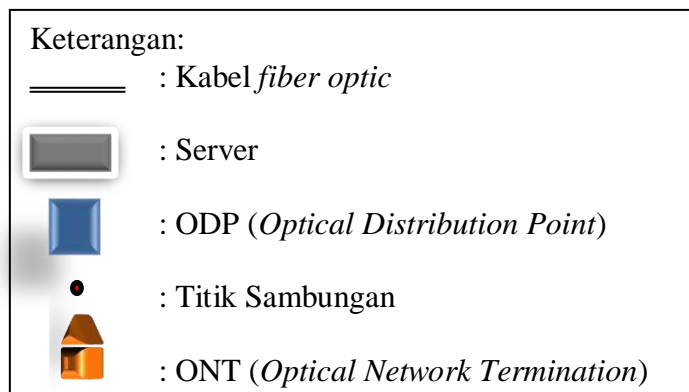 Keterangan:
: Kabel fiber optic
: Server
: ODP (Optical Distribution Point)
: Titik Sambungan
: ONT (Optical Network Termination)